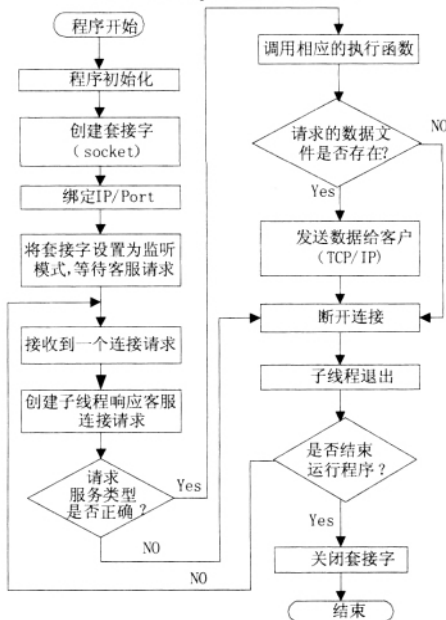 程序开始
程序初始化
创建套接字
(socket)
绑定IP/Port
将套接字设置为监听
模式,等待客服请求
接收到一个连接请求
创建子线程响应客服
连接请求
请求
服务类型
是否正确?
Yes
NO
NO
调用相应的执行函数
请求的数据文
件是否存在?
NO
Yes
发送数据给客户
(TCP/IP)
断开连接
子线程退出
是否结束
运行程序?
Yes
关闭套接字
结束